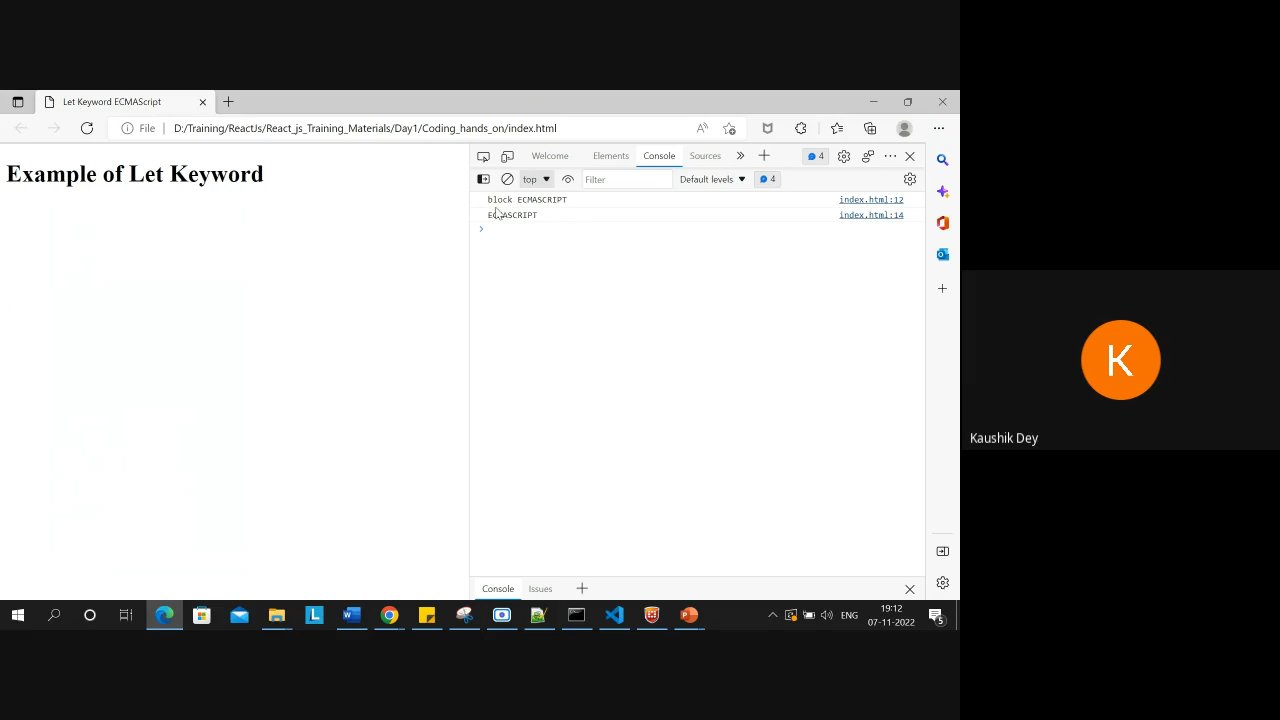 Let Keyword ECMAScript
File
D:/Training/ReactJs/React_js_Training_Materials/Day1/Coding_hands_on/index.html
Example of Let Keyword
Welcome
Elements
Console
Sources
4
top
Filter
Default levels
4
block ECMASCRIPT
index.html:12
ECMASCRIPT
index.html:14
Console
Issues
K
Kaushik Dey
ENG
19:12
07-11-2022
5